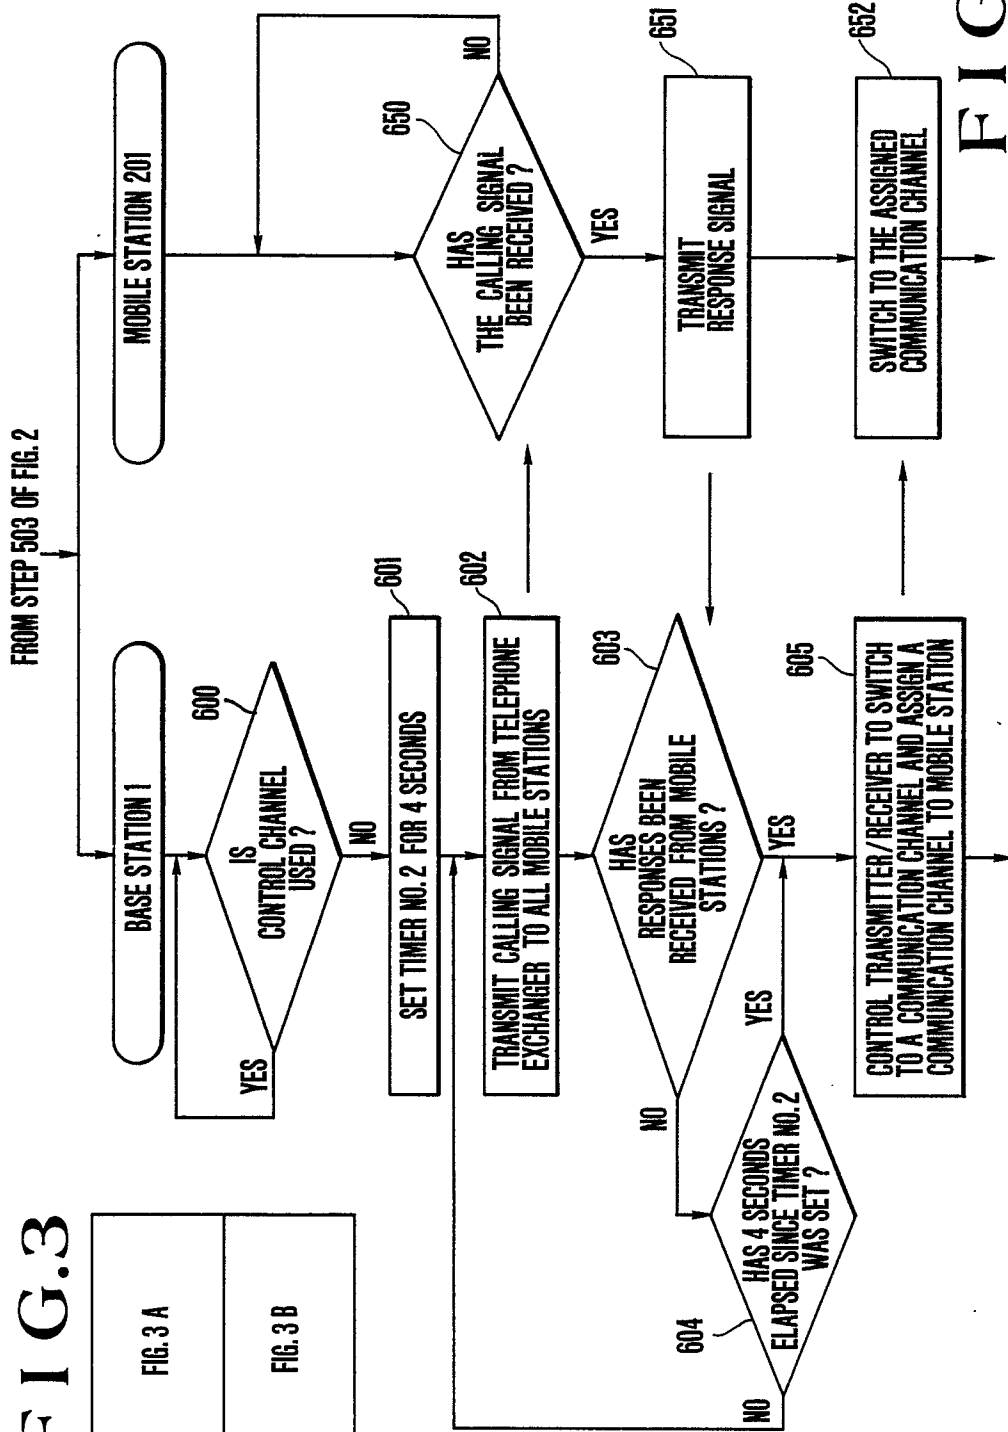 FIG.3
FIG. 3 A
FIG. 3 B
FROM STEP 503 OF FIG. 2
BASE STATION 1
MOBILE STATION 201
600
IS
CONTROL CHANNEL
USED ?
YES
NO
601
SET TIMER NO. 2 FOR 4 SECONDS
602
TRANSMIT CALLING SIGNAL FROM TELEPHONE
EXCHANGER TO ALL MOBILE STATIONS
603
HAS
RESPONSES BEEN
RECEIVED FROM MOBILE
STATIONS ?
NO
YES
604
HAS 4 SECONDS
ELAPSED SINCE TIMER NO. 2
WAS SET ?
NO
YES
605
CONTROL TRANSMITTER/RECEIVER TO SWITCH
TO A COMMUNICATION CHANNEL AND ASSIGN A
COMMUNICATION CHANNEL TO MOBILE STATION
650
HAS
THE CALLING SIGNAL
BEEN RECEIVED ?
NO
YES
651
TRANSMIT
RESPONSE SIGNAL
652
SWITCH TO THE ASSIGNED
COMMUNICATION CHANNEL
FIG